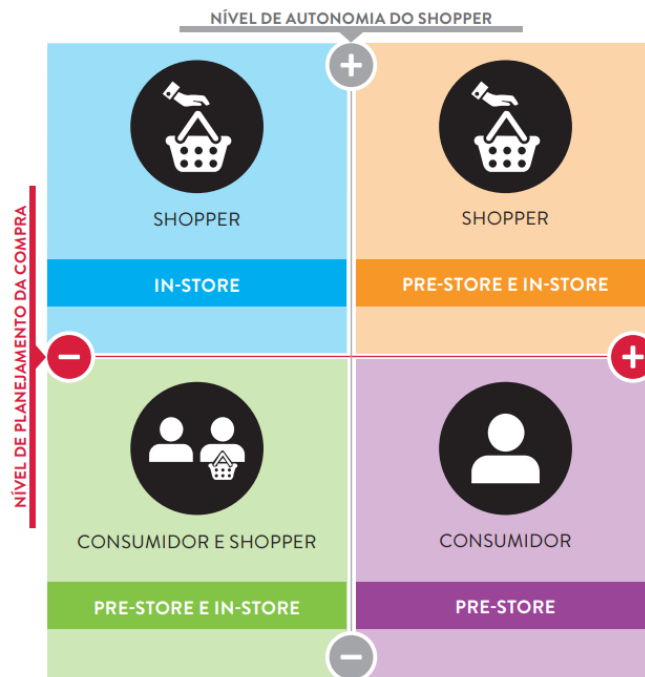 NÍVEL DE AUTONOMIA DO SHOPPER
+
SHOPPER
IN-STORE
SHOPPER
PRE-STORE E IN-STORE
NÍVEL DE PLANEJAMENTO DA COMPRA
−
+
CONSUMIDOR E SHOPPER
PRE-STORE E IN-STORE
CONSUMIDOR
PRE-STORE
−